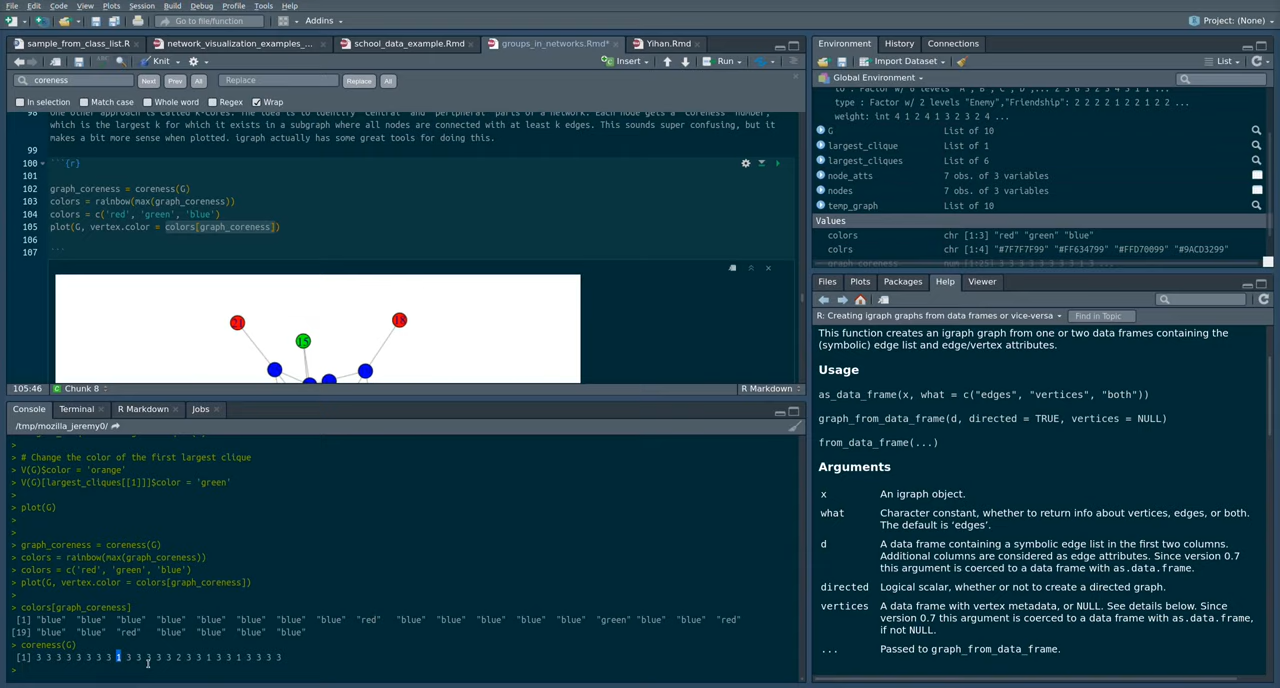 File Edit Code View Plots Session Build Debug Profile Tools Help
Go to file/function Addins Project: (None)
sample_from_class_list.R network_visualization_examples_... school_data_example.Rmd groups_in_networks.Rmd* Yihan.Rmd
Knit Insert Run
coreness Next Prev All Replace Replace All
In selection Match case Whole word Regex Wrap
which is the largest k for which it exists in a subgraph where all nodes are connected with at least k edges. This sounds super confusing, but it
makes a bit more sense when plotted. igraph actually has some great tools for doing this.
99
100 ```{r}
101
102 graph_coreness = coreness(G)
103 colors = rainbow(max(graph_coreness))
104 colors = c('red', 'green', 'blue')
105 plot(G, vertex.color = colors[graph_coreness])
106
107 ```
21 18
15
105:46 Chunk 8 R Markdown
Console Terminal R Markdown Jobs
/tmp/mozilla_jeremy0/
>
> # Change the color of the first largest clique
> V(G)$color = 'orange'
> V(G)[largest_cliques[[1]]]$color = 'green'
>
> plot(G)
>
>
> graph_coreness = coreness(G)
> colors = rainbow(max(graph_coreness))
> colors = c('red', 'green', 'blue')
> plot(G, vertex.color = colors[graph_coreness])
>
> colors[graph_coreness]
[1] "blue" "blue" "blue" "blue" "blue" "blue" "blue" "blue" "red" "blue" "blue" "blue" "blue" "blue" "green" "blue" "blue" "red"
[19] "blue" "blue" "red" "blue" "blue" "blue" "blue"
> coreness(G)
[1] 3 3 3 3 3 3 3 3 1 3 3 3 3 3 2 3 3 1 3 3 1 3 3 3 3
>
Environment History Connections
Import Dataset List
Global Environment
type : Factor w/ 2 levels "Enemy","Friendship": 2 2 2 2 1 2 2 1 2 2 ...
weight: int 4 1 2 4 1 3 2 3 2 4 ...
G List of 10
largest_clique List of 1
largest_cliques List of 6
node_atts 7 obs. of 3 variables
nodes 7 obs. of 3 variables
temp_graph List of 10
Values
colors chr [1:3] "red" "green" "blue"
colrs chr [1:4] "#7F7F7F99" "#FF634799" "#FFD70099" "#9ACD3299"
Files Plots Packages Help Viewer
R: Creating igraph graphs from data frames or vice-versa Find in Topic
This function creates an igraph graph from one or two data frames containing the
(symbolic) edge list and edge/vertex attributes.
Usage
as_data_frame(x, what = c("edges", "vertices", "both"))
graph_from_data_frame(d, directed = TRUE, vertices = NULL)
from_data_frame(...)
Arguments
x An igraph object.
what Character constant, whether to return info about vertices, edges, or both.
The default is ‘edges’.
d A data frame containing a symbolic edge list in the first two columns.
Additional columns are considered as edge attributes. Since version 0.7
this argument is coerced to a data frame with as.data.frame.
directed Logical scalar, whether or not to create a directed graph.
vertices A data frame with vertex metadata, or NULL. See details below. Since
version 0.7 this argument is coerced to a data frame with as.data.frame,
if not NULL.
... Passed to graph_from_data_frame.